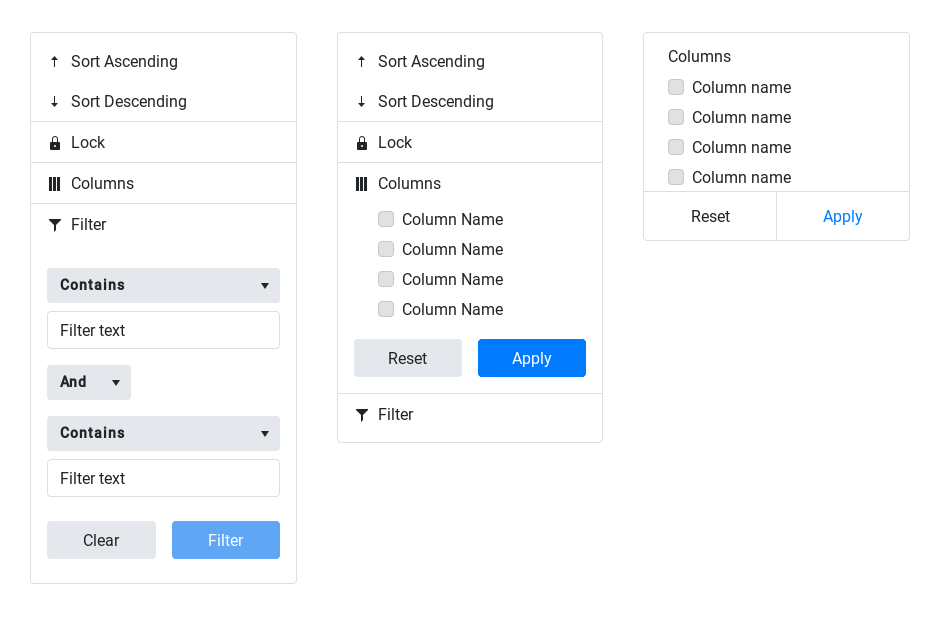 Sort Ascending
Sort Descending
Lock
Columns
Filter
Contains
Filter text
And
Contains
Filter text
Clear
Filter
Sort Ascending
Sort Descending
Lock
Columns
Column Name
Column Name
Column Name
Column Name
Reset
Apply
Filter
Columns
Column name
Column name
Column name
Column name
Reset
Apply